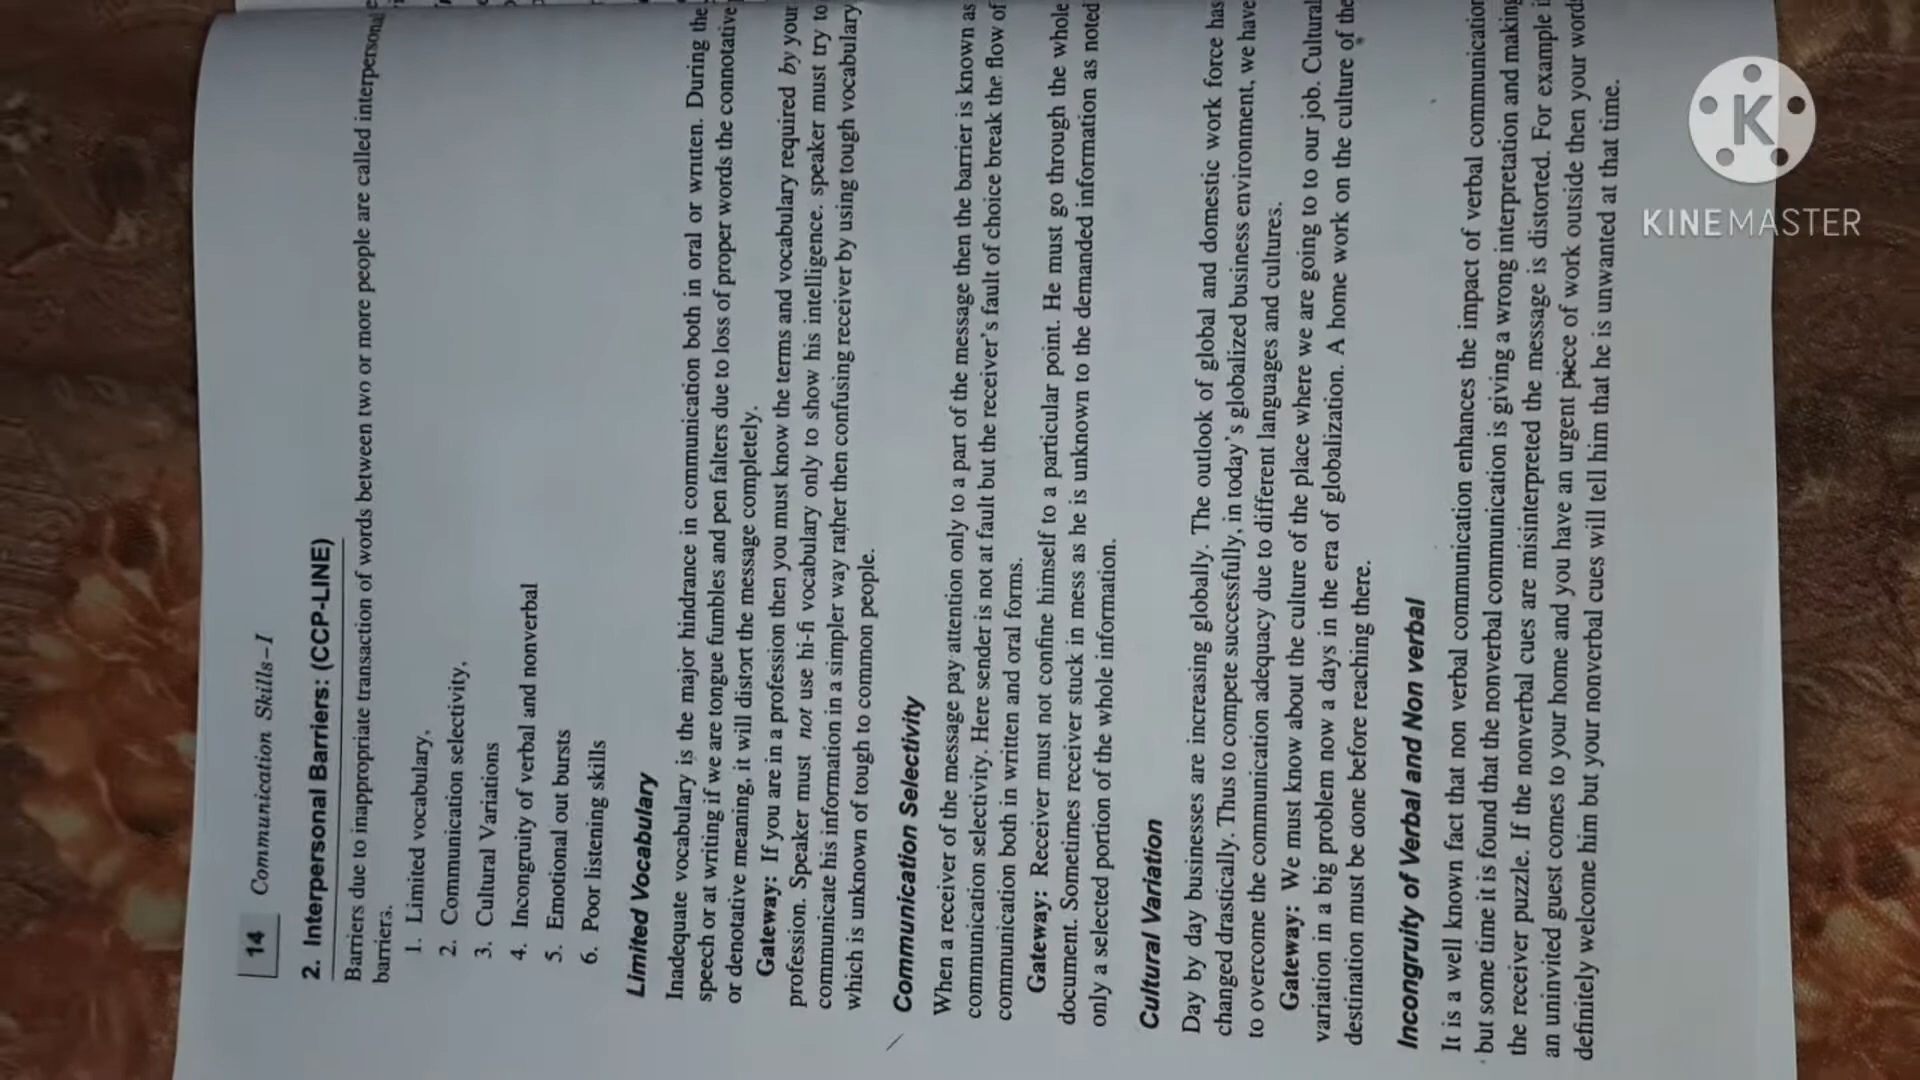 14 Communication Skills–I
2. Interpersonal Barriers: (CCP-LINE)
Barriers due to inappropriate transaction of words between two or more people are called interpersonal
barriers.
1. Limited vocabulary,
2. Communication selectivity,
3. Cultural Variations
4. Incongruity of verbal and nonverbal
5. Emotional out bursts
6. Poor listening skills
Limited Vocabulary
Inadequate vocabulary is the major hindrance in communication both in oral or written. During the
speech or at writing if we are tongue fumbles and pen falters due to loss of proper words the connotative
or denotative meaning, it will distort the message completely.
Gateway: If you are in a profession then you must know the terms and vocabulary required by your
profession. Speaker must not use hi-fi vocabulary only to show his intelligence. speaker must try to
communicate his information in a simpler way rather then confusing receiver by using tough vocabulary
which is unknown of tough to common people.
Communication Selectivity
When a receiver of the message pay attention only to a part of the message then the barrier is known as
communication selectivity. Here sender is not at fault but the receiver's fault of choice break the flow of
communication both in written and oral forms.
Gateway: Receiver must not confine himself to a particular point. He must go through the whole
document. Sometimes receiver stuck in mess as he is unknown to the demanded information as noted
only a selected portion of the whole information.
Cultural Variation
Day by day businesses are increasing globally. The outlook of global and domestic work force has
changed drastically. Thus to compete successfully, in today's globalized business environment, we have
to overcome the communication adequacy due to different languages and cultures.
Gateway: We must know about the culture of the place where we are going to to our job. Cultural
variation in a big problem now a days in the era of globalization. A home work on the culture of the
destination must be done before reaching there.
Incongruity of Verbal and Non verbal
It is a well known fact that non verbal communication enhances the impact of verbal communication
but some time it is found that the nonverbal communication is giving a wrong interpretation and making
the receiver puzzle. If the nonverbal cues are misinterpreted the message is distorted. For example
an uninvited guest comes to your home and you have an urgent piece of work outside then your words
definitely welcome him but your nonverbal cues will tell him that he is unwanted at that time.
K
KINEMASTER